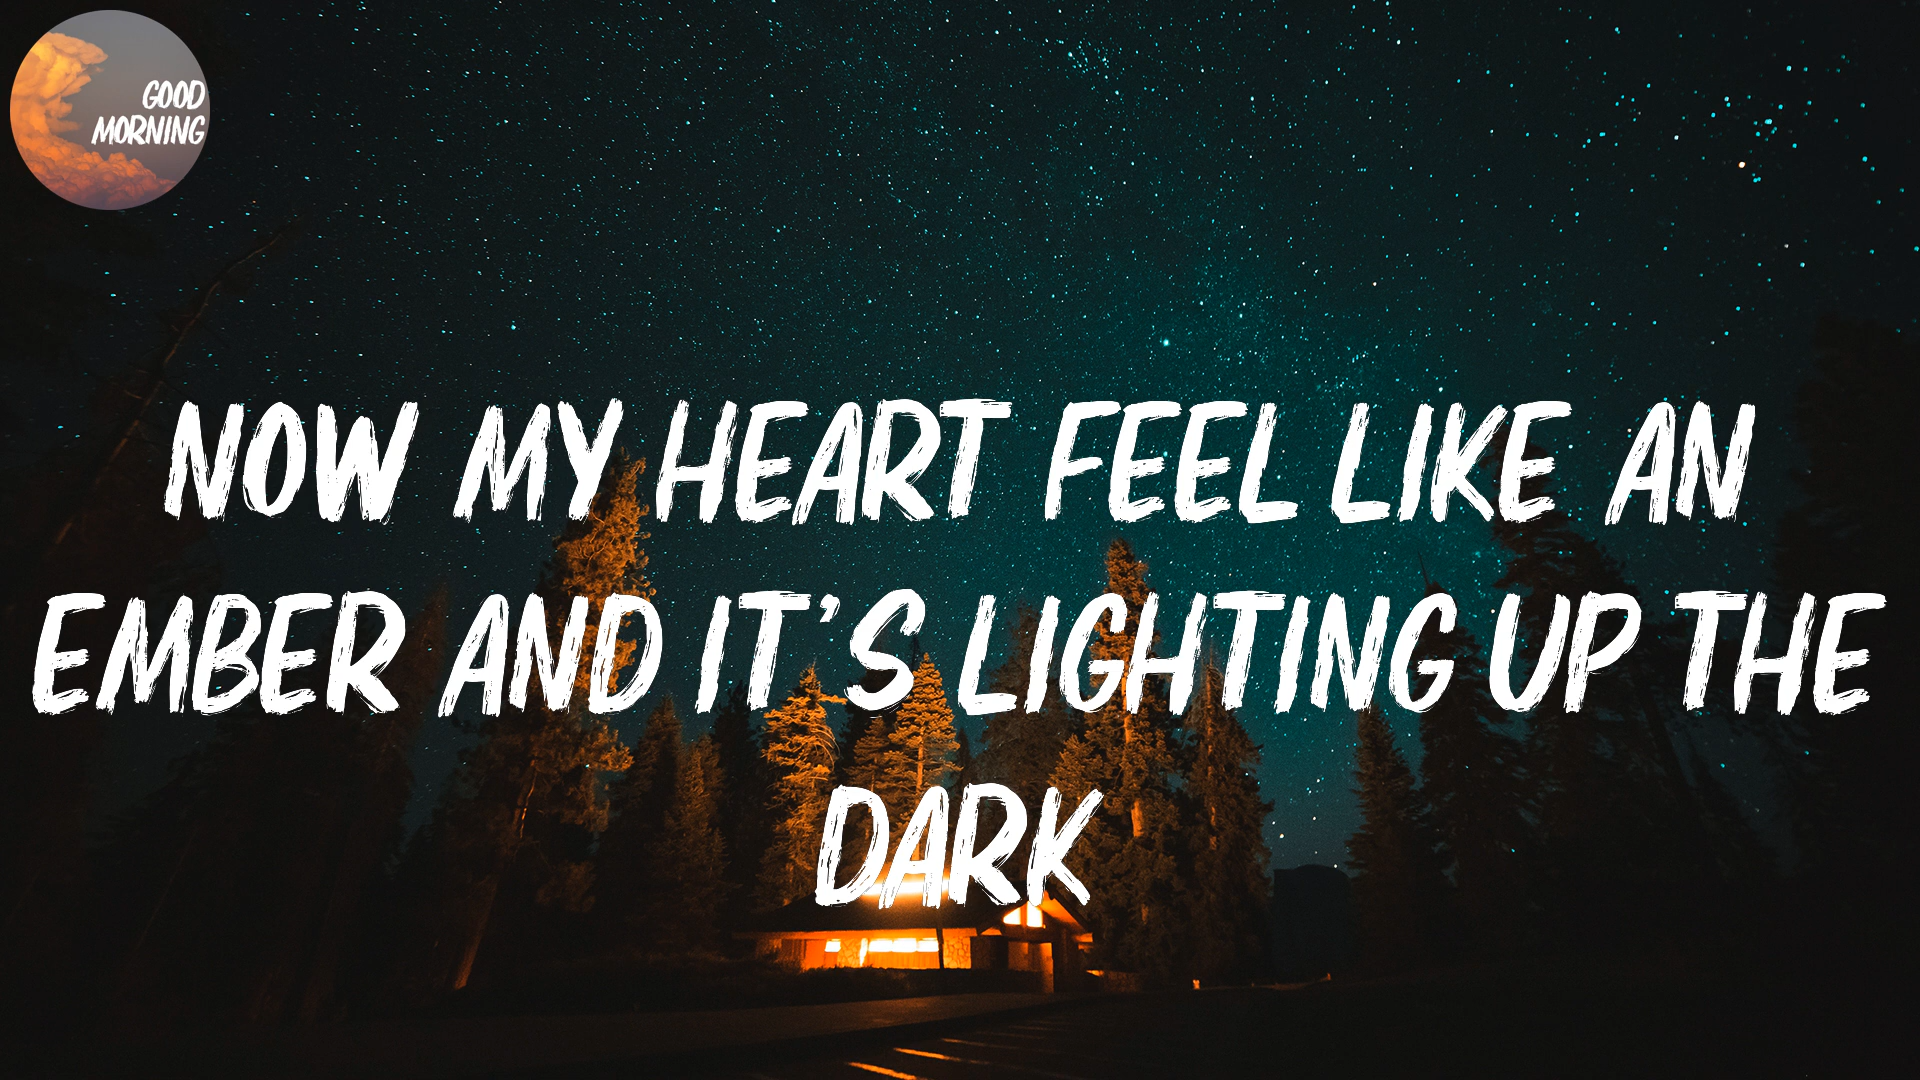 GOOD
MORNING
NOW MY HEART FEEL LIKE AN
EMBER AND IT'S LIGHTING UP THE
DARK